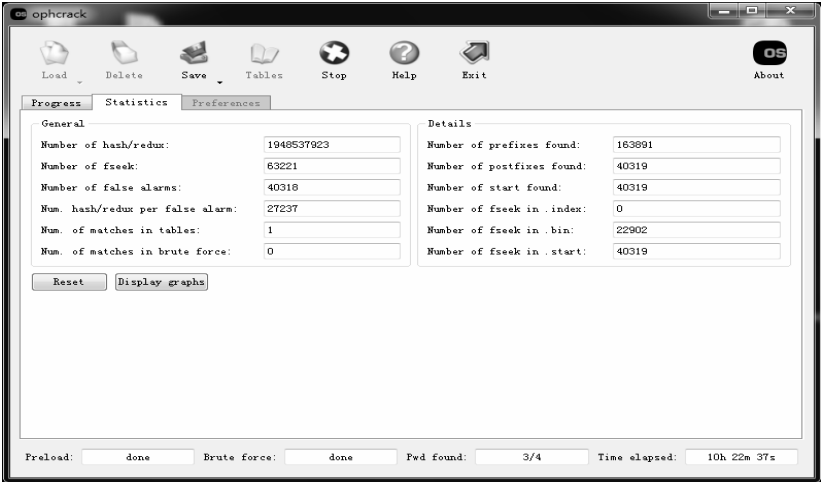 os ophcrack
Load Delete Save Tables Stop Help Exit OS About
Progress Statistics Preferences
General
Number of hash/redux: 1948537923
Number of fseek: 63221
Number of false alarms: 40318
Num. hash/redux per false alarm: 27237
Num. of matches in tables: 1
Num. of matches in brute force: 0
Details
Number of prefixes found: 163891
Number of postfixes found: 40319
Number of start found: 40319
Number of fseek in .index: 0
Number of fseek in .bin: 22902
Number of fseek in .start: 40319
Reset Display graphs
Preload: done Brute force: done Pwd found: 3/4 Time elapsed: 10h 22m 37s